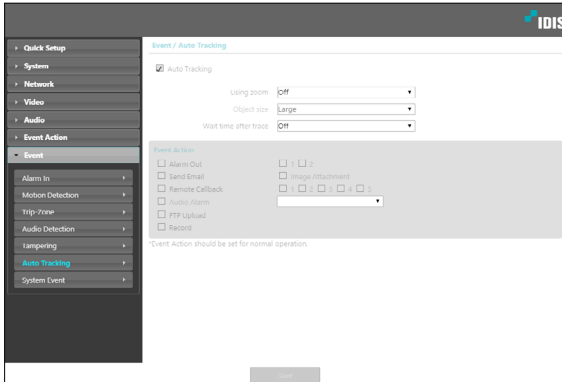 IDIS
Quick Setup
System
Network
Video
Audio
Event Action
Event
Alarm In
Motion Detection
Trip-Zone
Audio Detection
Tampering
Auto Tracking
System Event
Event / Auto Tracking
Auto Tracking
Using zoom Off
Object size Large
Wait time after trace Off
Event Action
Alarm Out 1 2
Send Email Image Attachment
Remote Callback 1 2 3 4 5
Audio Alarm
FTP Upload
Record
*Event Action should be set for normal operation.
Save